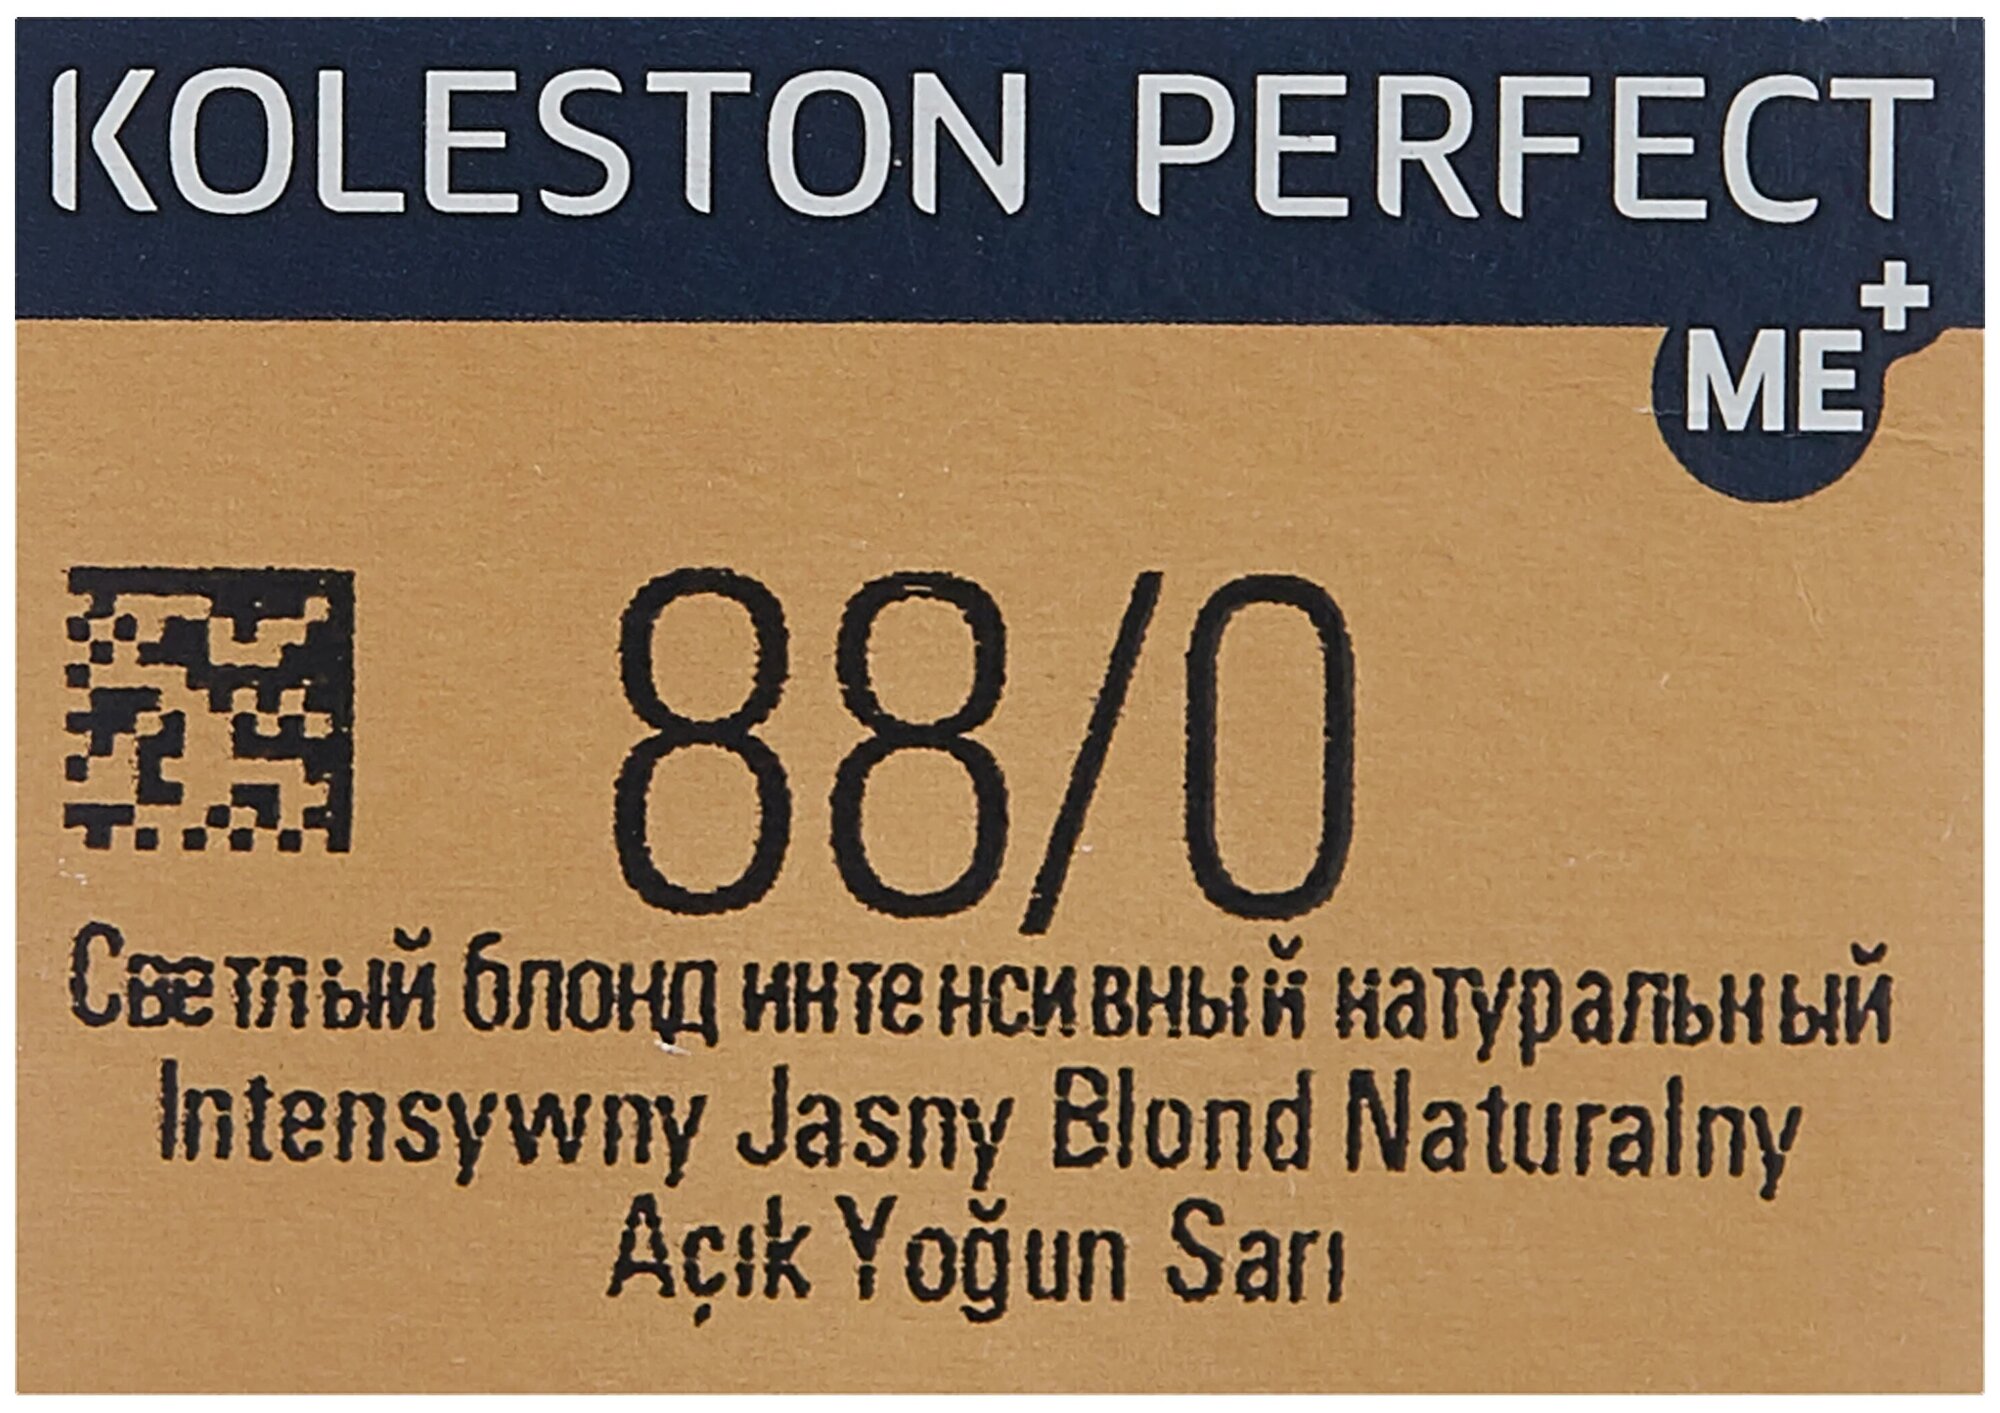 KOLESTON PERFECT
ME+
88/0
Светлый блонд интенсивный натуральный
Intensywny Jasny Blond Naturalny
Açık Yoğun Sarı